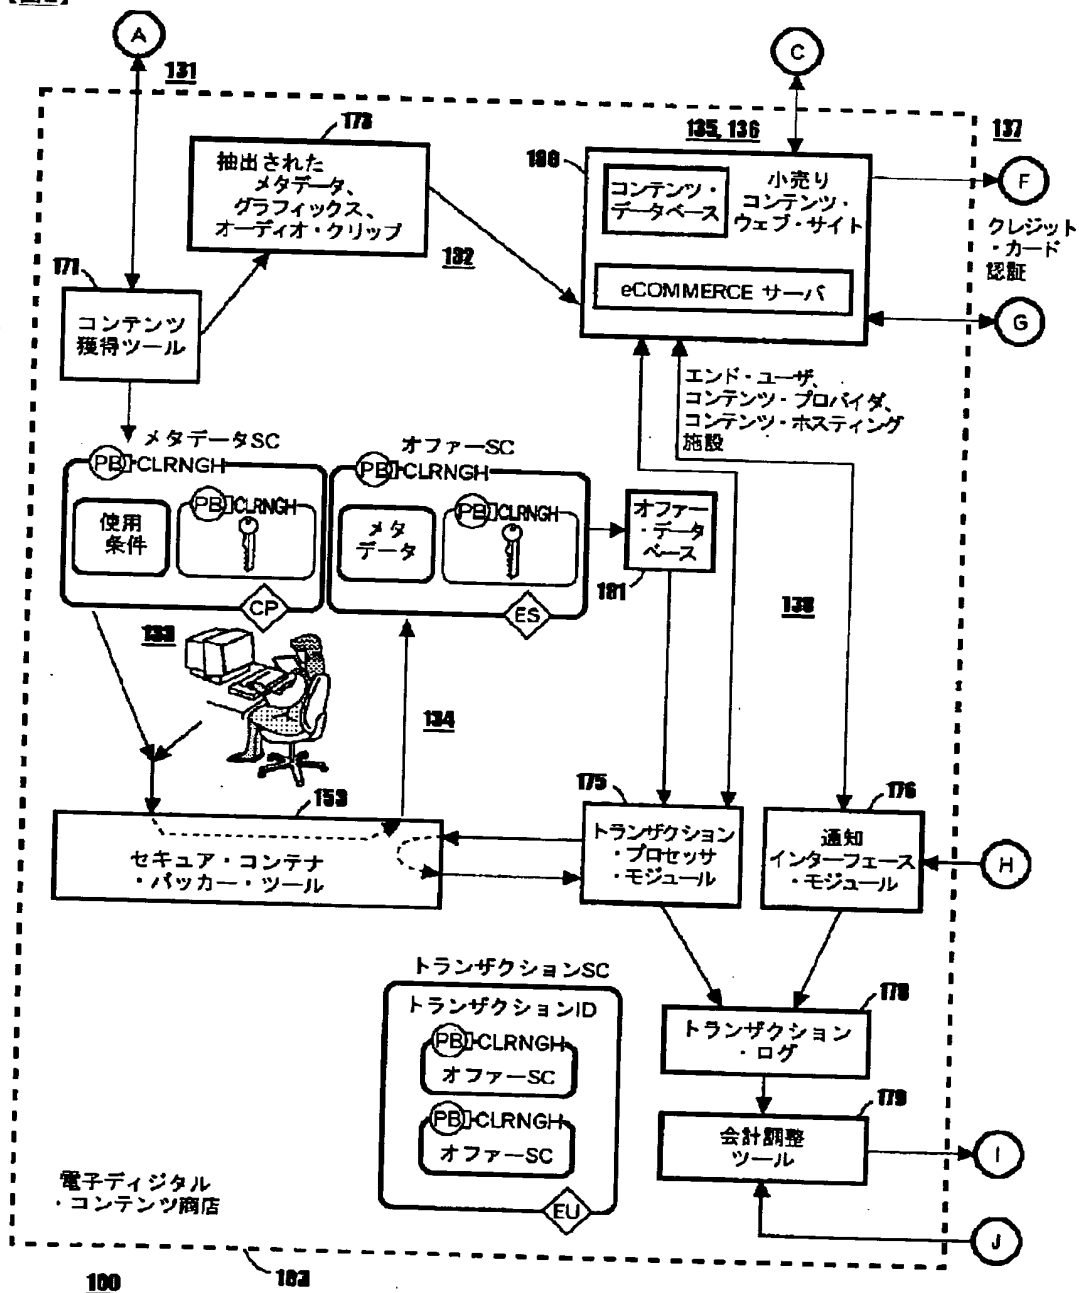 A
131
C
173
135, 136
137
抽出された
メタデータ、
グラフィックス、
オーディオ・クリップ
180
コンテンツ・
データベース
小売り
コンテンツ・
ウェブ・サイト
F
クレジット
・カード
認証
132
171
eCOMMERCE サーバ
G
コンテンツ
獲得ツール
エンド・ユーザ、
コンテンツ・プロバイダ、
コンテンツ・ホスティング
施設
メタデータSC
PB CLRNGH
オファーSC
PB CLRNGH
使用
条件
PB CLRNGH
メタ
データ
PB CLRNGH
オファー
・データ
ベース
181
CP
ES
133
138
134
153
175
176
セキュア・コンテナ
・パッカー・ツール
トランザクション
・プロセッサ
・モジュール
通知
インターフェース
・モジュール
H
トランザクションSC
トランザクションID
PB CLRNGH
オファーSC
PB CLRNGH
オファーSC
EU
178
トランザクション
・ログ
179
会計調整
ツール
I
J
電子ディジタル
・コンテンツ商店
103
100